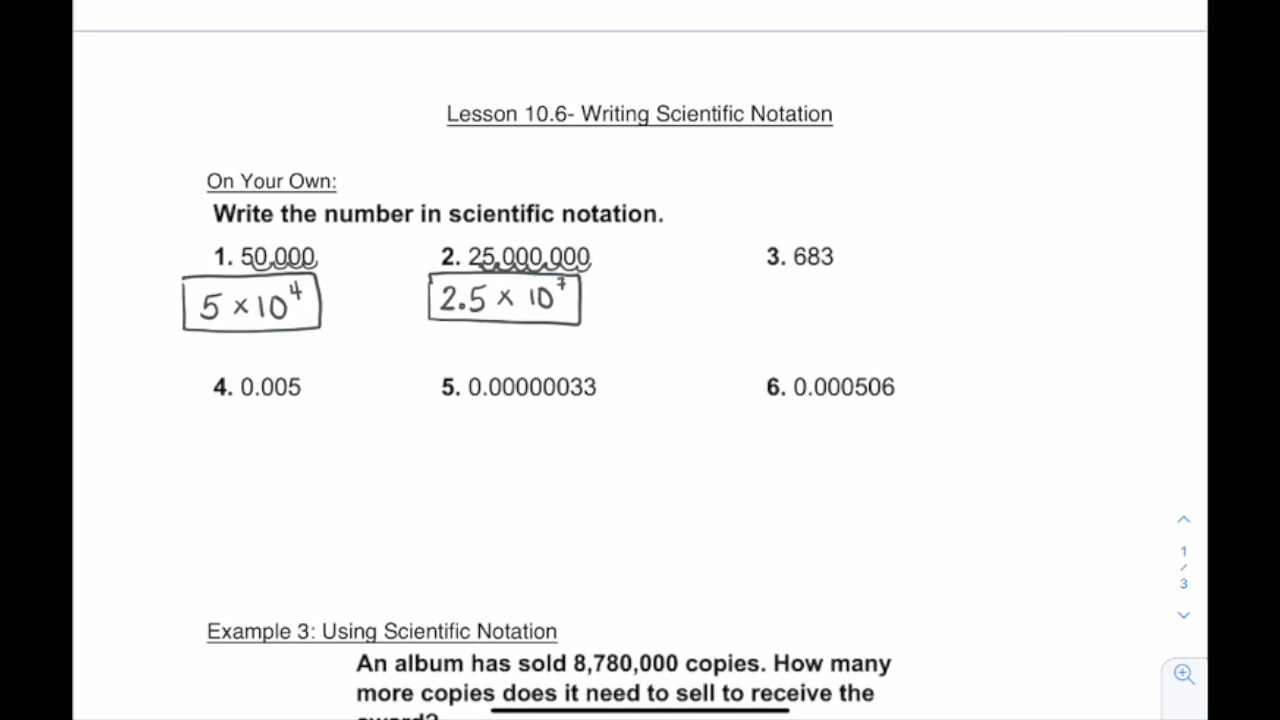 Lesson 10.6- Writing Scientific Notation
On Your Own:
Write the number in scientific notation.
1. 50,000 2. 25,000,000 3. 683
5 × 10⁴ 2.5 × 10⁷
4. 0.005 5. 0.00000033 6. 0.000506
1
/
3
Example 3: Using Scientific Notation
An album has sold 8,780,000 copies. How many
more copies does it need to sell to receive the
award?